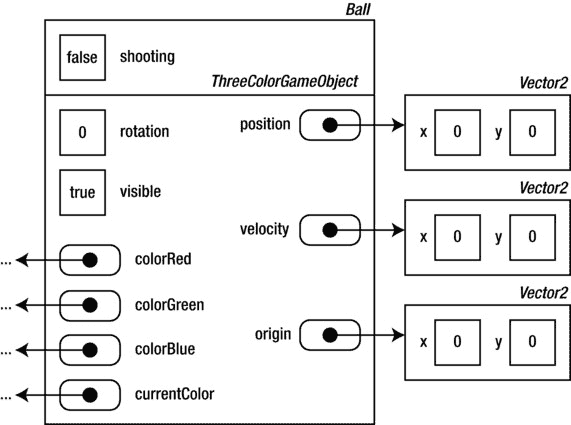 Ball
false shooting
ThreeColorGameObject
0 rotation
position
Vector2
x 0 y 0
true visible
velocity
Vector2
x 0 y 0
... colorRed
... colorGreen
... colorBlue
origin
Vector2
x 0 y 0
... currentColor